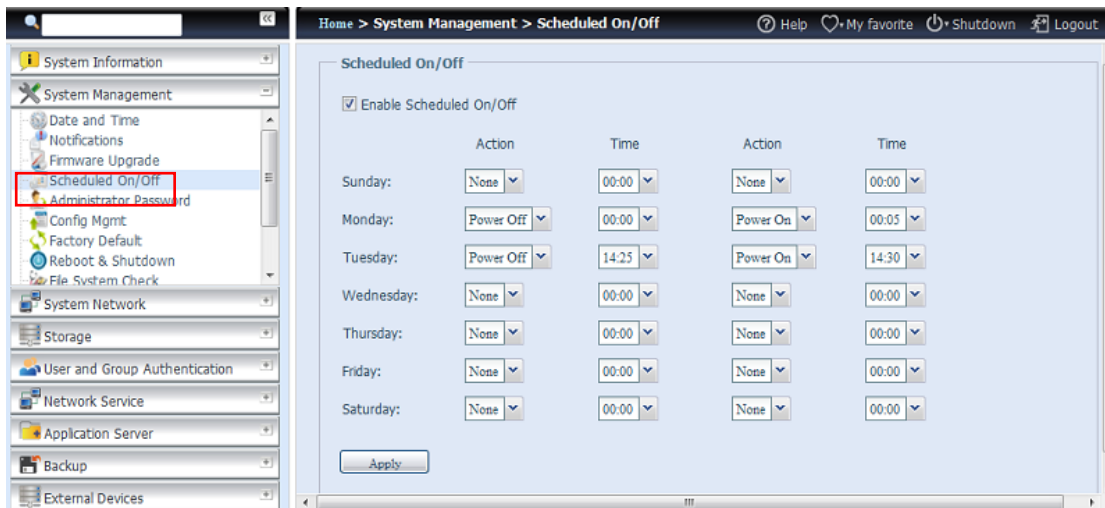 Home > System Management > Scheduled On/Off
Help
My favorite
Shutdown
Logout
System Information
System Management
Date and Time
Notifications
Firmware Upgrade
Scheduled On/Off
Administrator Password
Config Mgmt
Factory Default
Reboot & Shutdown
File System Check
System Network
Storage
User and Group Authentication
Network Service
Application Server
Backup
External Devices
Scheduled On/Off
Enable Scheduled On/Off
Action Time Action Time
Sunday: None 00:00 None 00:00
Monday: Power Off 00:00 Power On 00:05
Tuesday: Power Off 14:25 Power On 14:30
Wednesday: None 00:00 None 00:00
Thursday: None 00:00 None 00:00
Friday: None 00:00 None 00:00
Saturday: None 00:00 None 00:00
Apply